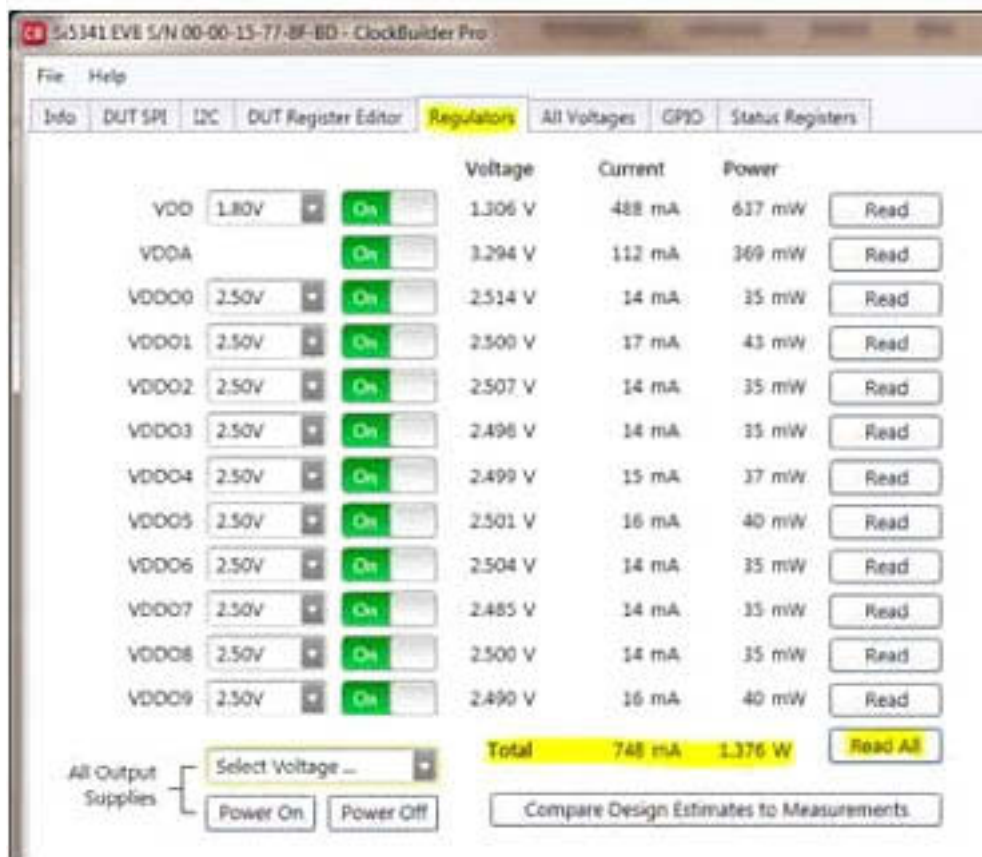 CB Si5341 EVB S/N 00-00-15-77-8F-BD - ClockBuilder Pro
File Help
Info DUT SPI I2C DUT Register Editor Regulators All Voltages GPIO Status Registers
Voltage Current Power
VDD 1.80V On 1.306 V 488 mA 637 mW Read
VDDA On 3.294 V 112 mA 369 mW Read
VDDO0 2.50V On 2.514 V 14 mA 35 mW Read
VDDO1 2.50V On 2.500 V 17 mA 43 mW Read
VDDO2 2.50V On 2.507 V 14 mA 35 mW Read
VDDO3 2.50V On 2.496 V 14 mA 35 mW Read
VDDO4 2.50V On 2.499 V 15 mA 37 mW Read
VDDO5 2.50V On 2.501 V 16 mA 40 mW Read
VDDO6 2.50V On 2.504 V 14 mA 35 mW Read
VDDO7 2.50V On 2.485 V 14 mA 35 mW Read
VDDO8 2.50V On 2.500 V 14 mA 35 mW Read
VDDO9 2.50V On 2.490 V 16 mA 40 mW Read
Total 748 mA 1.376 W Read All
All Output Supplies Select Voltage ...
Power On Power Off Compare Design Estimates to Measurements